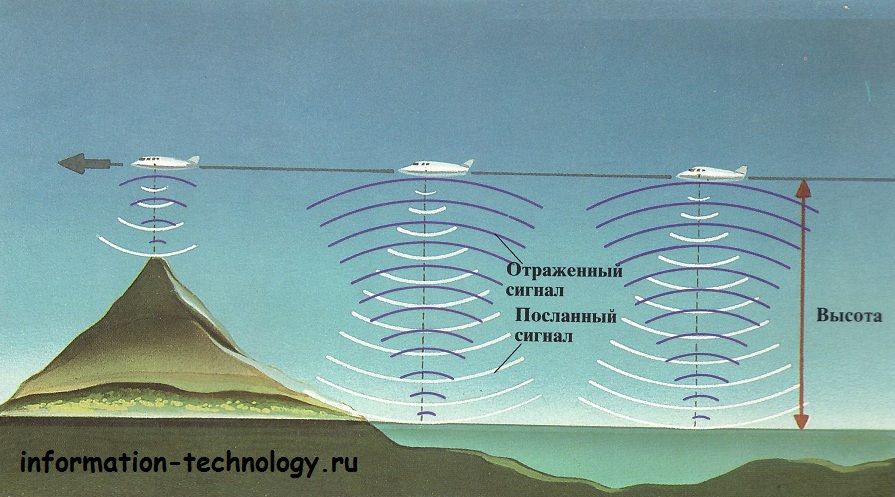 Отраженный
сигнал
Посланный
сигнал
Высота
information-technology.ru